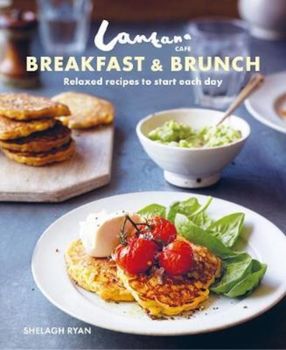 Lantana
CAFE
BREAKFAST & BRUNCH
Relaxed recipes to start each day
SHELAGH RYAN